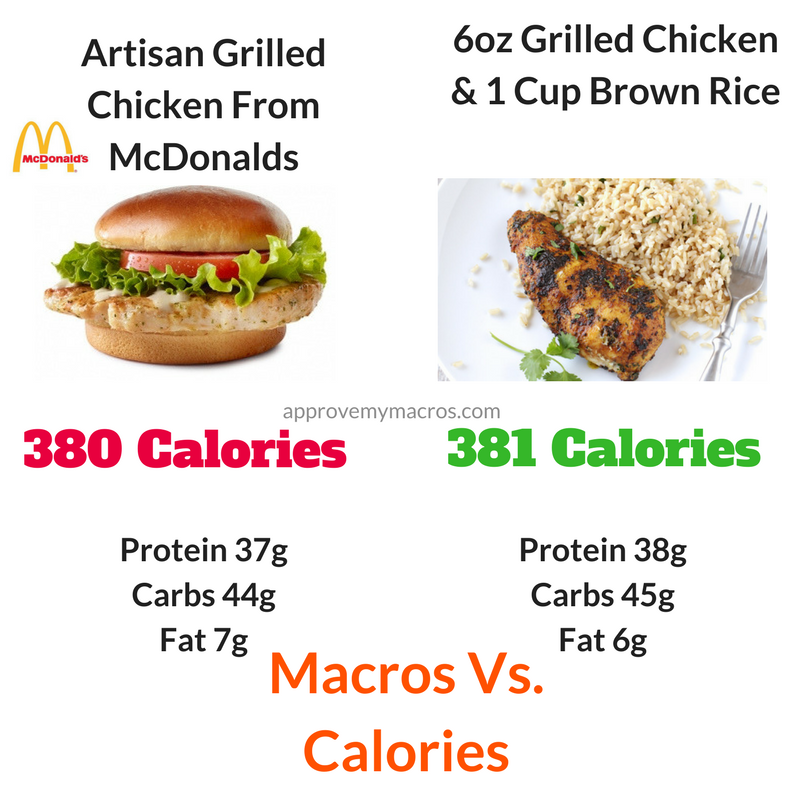 Artisan Grilled
Chicken From
McDonalds
McDonald's
6oz Grilled Chicken
& 1 Cup Brown Rice
approvemymacros.com
380 Calories
381 Calories
Protein 37g
Carbs 44g
Fat 7g
Protein 38g
Carbs 45g
Fat 6g
Macros Vs.
Calories